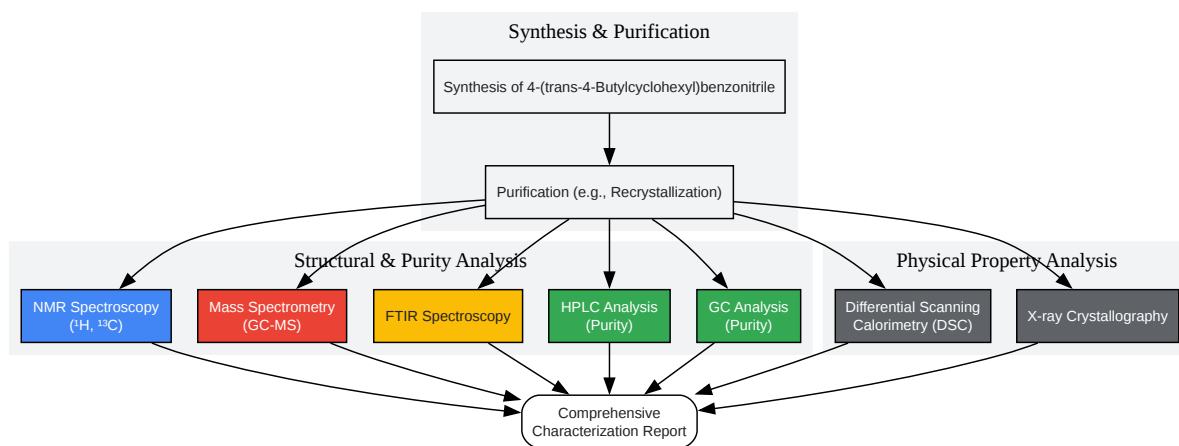 Synthesis & Purification
Synthesis of 4-(trans-4-Butylcyclohexyl)benzonitrile
Purification (e.g., Recrystallization)
Structural & Purity Analysis
Physical Property Analysis
NMR Spectroscopy
(¹H, ¹³C)
Mass Spectrometry
(GC-MS)
FTIR Spectroscopy
HPLC Analysis
(Purity)
GC Analysis
(Purity)
Differential Scanning
Calorimetry (DSC)
X-ray Crystallography
Comprehensive
Characterization Report